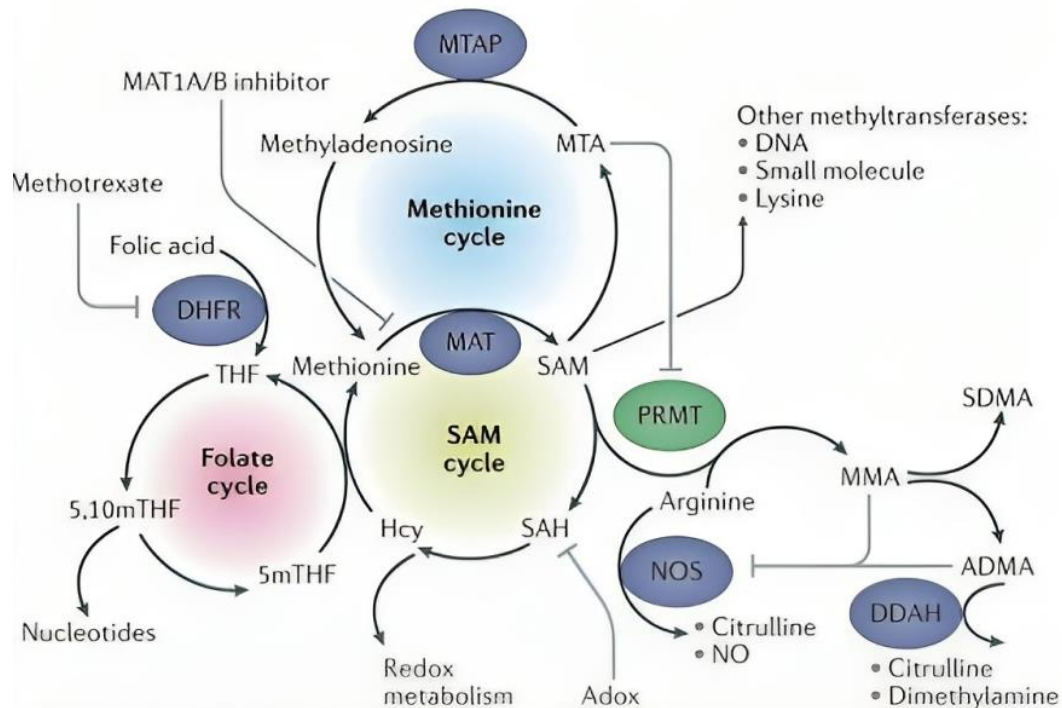 MTAP
MAT1A/B inhibitor
Methyladenosine
MTA
Other methyltransferases:
• DNA
• Small molecule
• Lysine
Methotrexate
Methionine
cycle
Folic acid
DHFR
MAT
THF
Methionine
SAM
PRMT
SDMA
Folate
cycle
SAM
cycle
MMA
5,10mTHF
Arginine
Hcy
SAH
5mTHF
NOS
ADMA
DDAH
Nucleotides
• Citrulline
• NO
Redox
metabolism
Adox
• Citrulline
• Dimethylamine